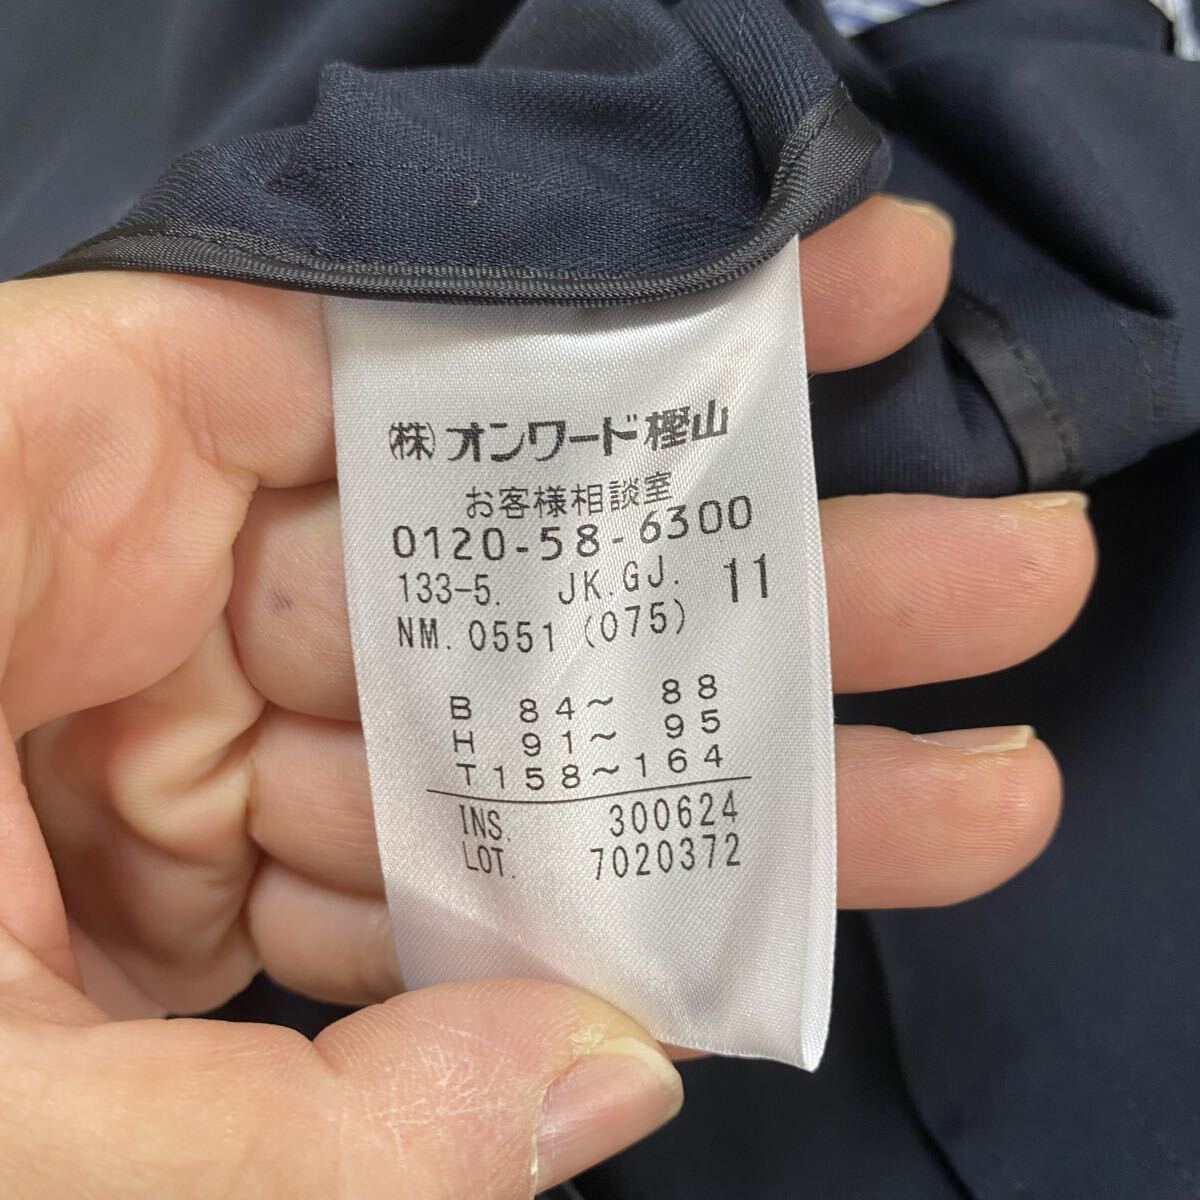 ㈱オンワード樫山
お客様相談室
0120-58-6300
133-5. JK.GJ. 11
NM. 0551 (075)
B 84～ 88
H 91～ 95
T158～164
INS. 300624
LOT. 7020372